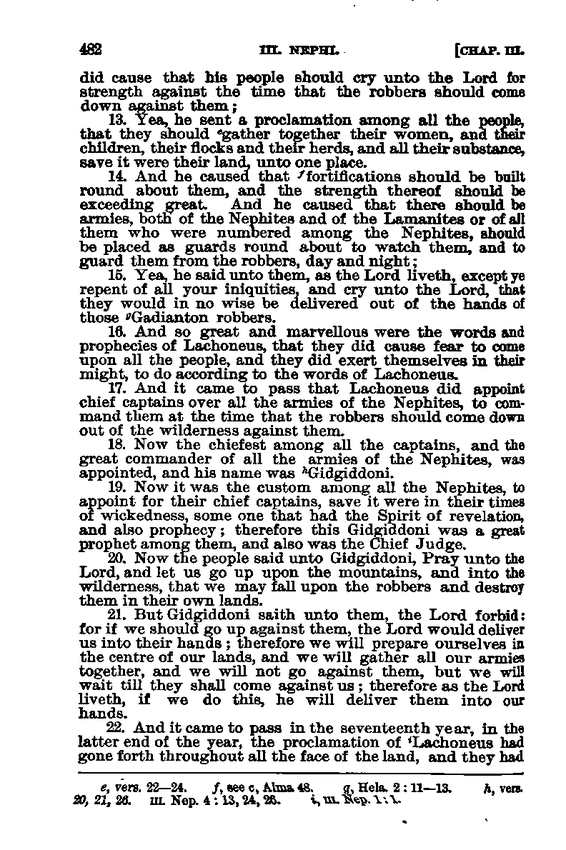 482 III. NEPHI. [CHAP. III.
did cause that his people should cry unto the Lord for
strength against the time that the robbers should come
down against them;
13. Yea, he sent a proclamation among all the people,
that they should ᵉgather together their women, and their
children, their flocks and their herds, and all their substance,
save it were their land, unto one place.
14. And he caused that ᶠfortifications should be built
round about them, and the strength thereof should be
exceeding great. And he caused that there should be
armies, both of the Nephites and of the Lamanites or of all
them who were numbered among the Nephites, should
be placed as guards round about to watch them, and to
guard them from the robbers, day and night;
15. Yea, he said unto them, as the Lord liveth, except ye
repent of all your iniquities, and cry unto the Lord, that
they would in no wise be delivered out of the hands of
those ᵍGadianton robbers.
16. And so great and marvellous were the words and
prophecies of Lachoneus, that they did cause fear to come
upon all the people, and they did exert themselves in their
might, to do according to the words of Lachoneus.
17. And it came to pass that Lachoneus did appoint
chief captains over all the armies of the Nephites, to com-
mand them at the time that the robbers should come down
out of the wilderness against them.
18. Now the chiefest among all the captains, and the
great commander of all the armies of the Nephites, was
appointed, and his name was ʰGidgiddoni.
19. Now it was the custom among all the Nephites, to
appoint for their chief captains, save it were in their times
of wickedness, some one that had the Spirit of revelation,
and also prophecy; therefore this Gidgiddoni was a great
prophet among them, and also was the Chief Judge.
20. Now the people said unto Gidgiddoni, Pray unto the
Lord, and let us go up upon the mountains, and into the
wilderness, that we may fall upon the robbers and destroy
them in their own lands.
21. But Gidgiddoni saith unto them, the Lord forbid:
for if we should go up against them, the Lord would deliver
us into their hands; therefore we will prepare ourselves in
the centre of our lands, and we will gather all our armies
together, and we will not go against them, but we will
wait till they shall come against us; therefore as the Lord
liveth, if we do this, he will deliver them into our
hands.
22. And it came to pass in the seventeenth year, in the
latter end of the year, the proclamation of ⁱLachoneus had
gone forth throughout all the face of the land, and they had
e, vers. 22—24. f, see c, Alma 48. g, Hela. 2:11—13. h, vers.
20, 21, 26. III. Nep. 4:13, 24, 26. i, III. Nep. 1:1.